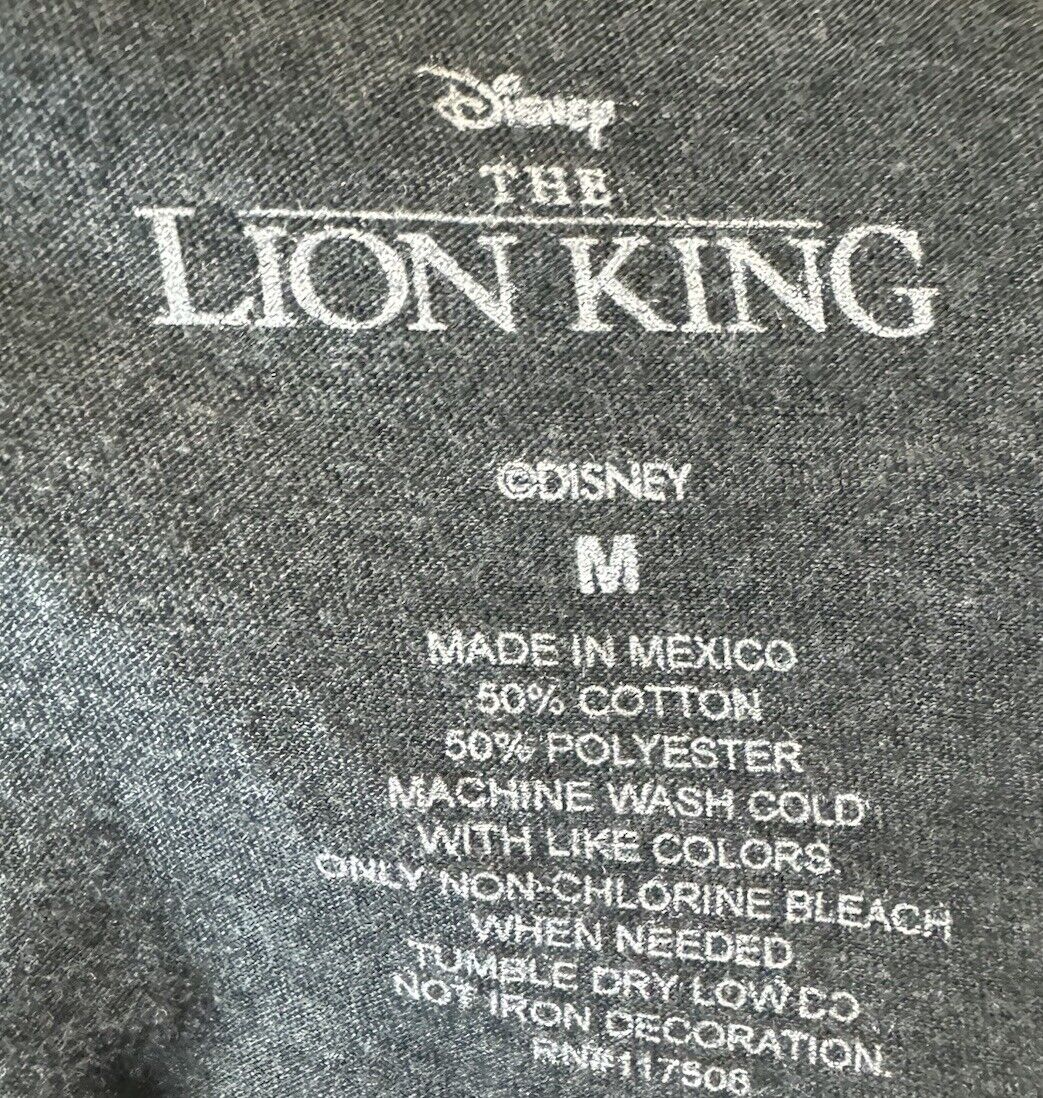 Disney
THE
LION KING
©DISNEY
M
MADE IN MEXICO
50% COTTON
50% POLYESTER
MACHINE WASH COLD
WITH LIKE COLORS.
ONLY NON-CHLORINE BLEACH
WHEN NEEDED
TUMBLE DRY LOW DO
NOT IRON DECORATION.
RN#117508